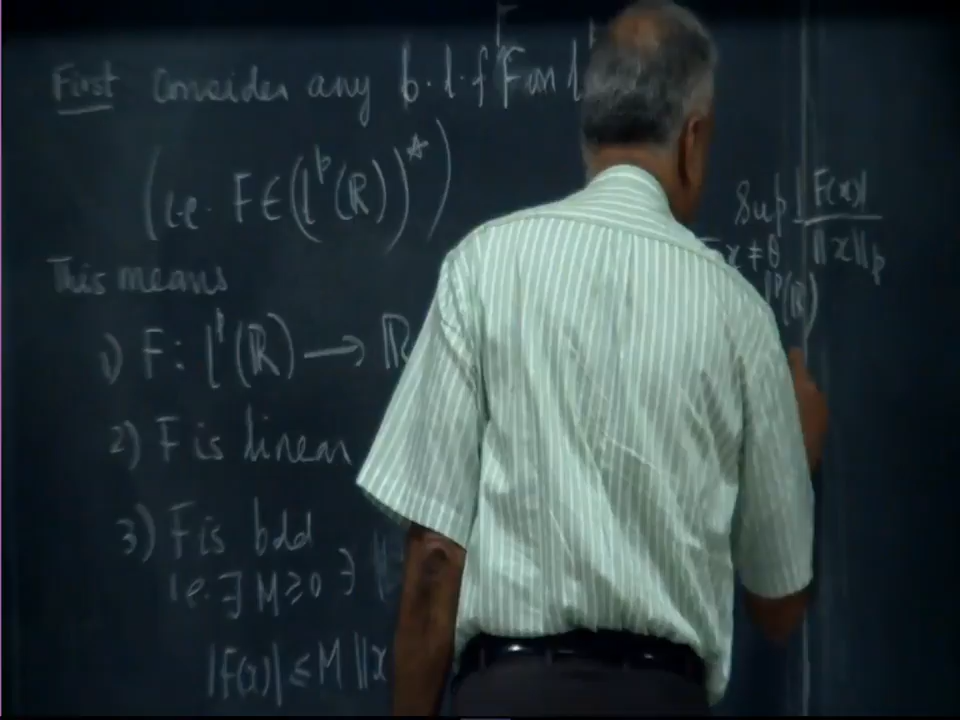 First Consider any b.l.f F on l
(i.e. F ∈ (l^p(ℝ))^*)
This means
1) F: l^p(ℝ) ⟶ ℝ
2) F is linear
3) F is bdd
i.e. ∃ M ≥ 0 ∋
|F(x)| ≤ M ||x
Sup |F(x)|
x ≠ θ ||x||_p
l^p(ℝ)